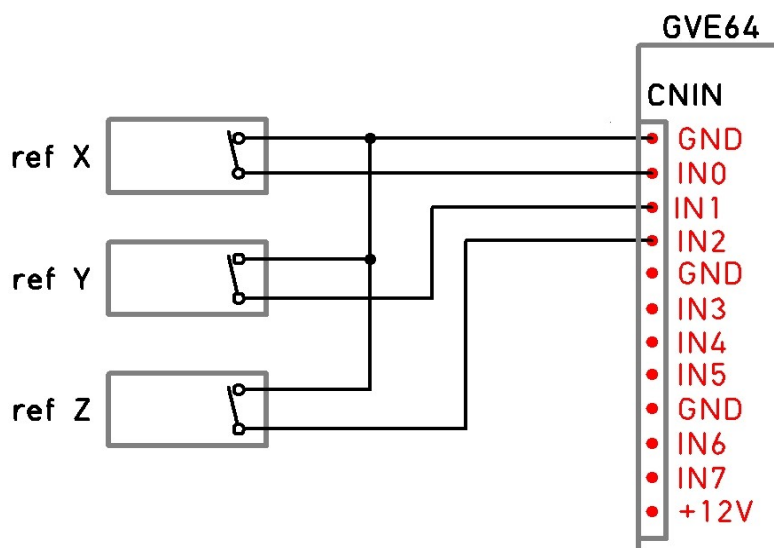 GVE64
CNIN
ref X
ref Y
ref Z
GND
IN0
IN1
IN2
GND
IN3
IN4
IN5
GND
IN6
IN7
+12V